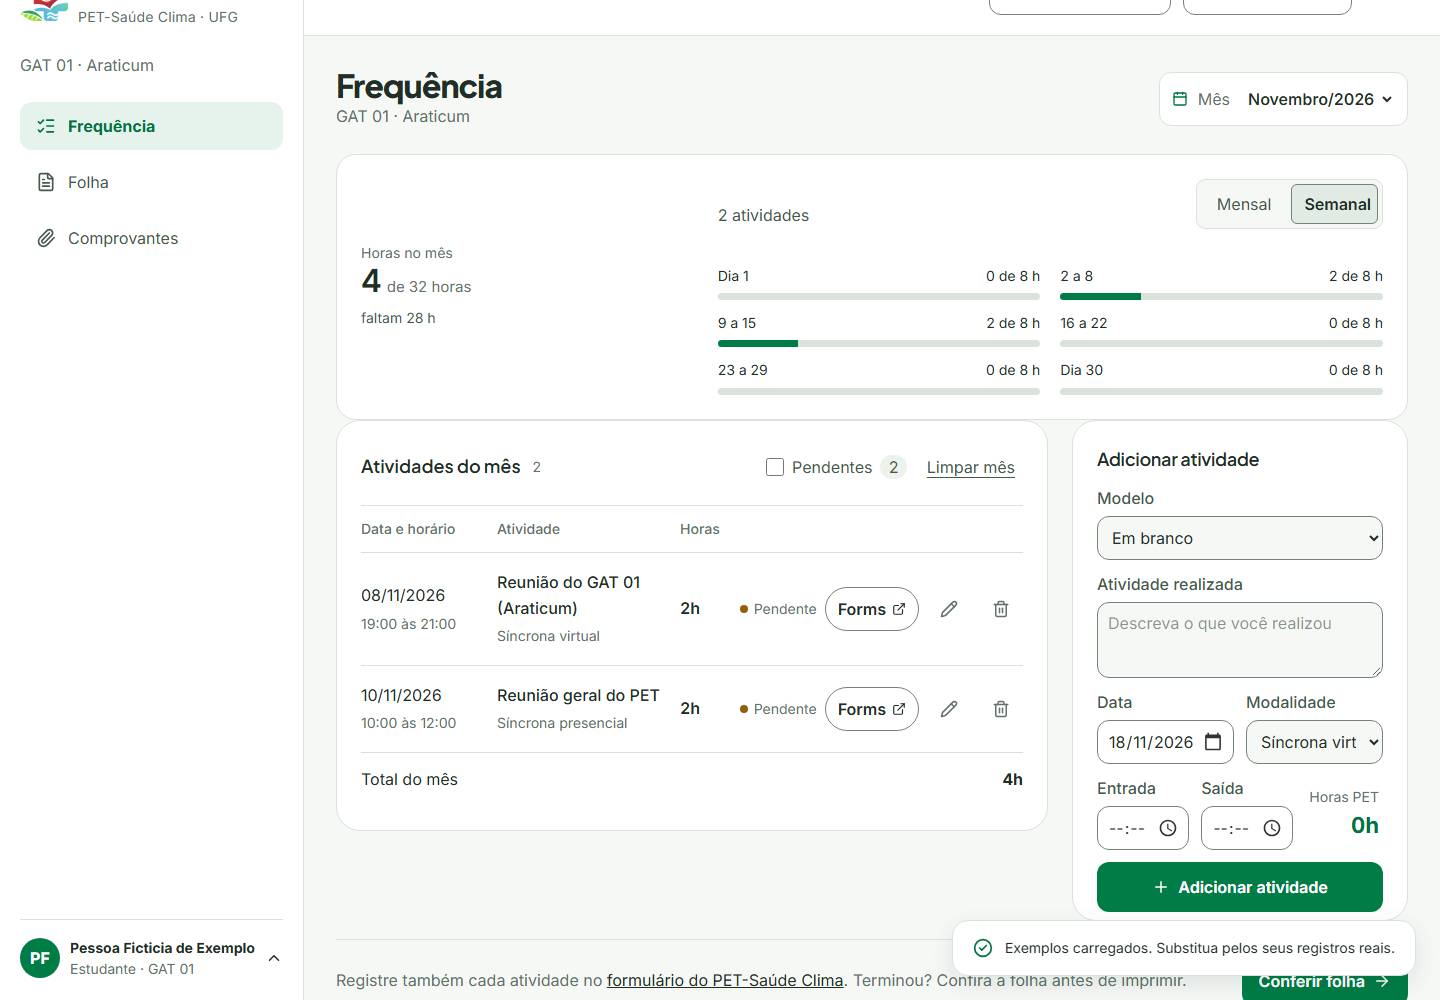 PET-Saúde Clima · UFG
GAT 01 · Araticum
Frequência
Folha
Comprovantes
Frequência
GAT 01 · Araticum
Mês Novembro/2026
2 atividades
Mensal Semanal
Horas no mês
4 de 32 horas
faltam 28 h
Dia 1 0 de 8 h
2 a 8 2 de 8 h
9 a 15 2 de 8 h
16 a 22 0 de 8 h
23 a 29 0 de 8 h
Dia 30 0 de 8 h
Atividades do mês 2
Pendentes 2 Limpar mês
Data e horário Atividade Horas
08/11/2026
19:00 às 21:00
Reunião do GAT 01
(Araticum)
Síncrona virtual
2h Pendente Forms
10/11/2026
10:00 às 12:00
Reunião geral do PET
Síncrona presencial
2h Pendente Forms
Total do mês 4h
Adicionar atividade
Modelo
Em branco
Atividade realizada
Descreva o que você realizou
Data Modalidade
18/11/2026 Síncrona virt
Entrada Saída Horas PET
--:-- --:-- 0h
+ Adicionar atividade
Exemplos carregados. Substitua pelos seus registros reais.
Registre também cada atividade no formulário do PET-Saúde Clima. Terminou? Confira a folha antes de imprimir.
Conferir folha →
PF
Pessoa Ficticia de Exemplo
Estudante · GAT 01